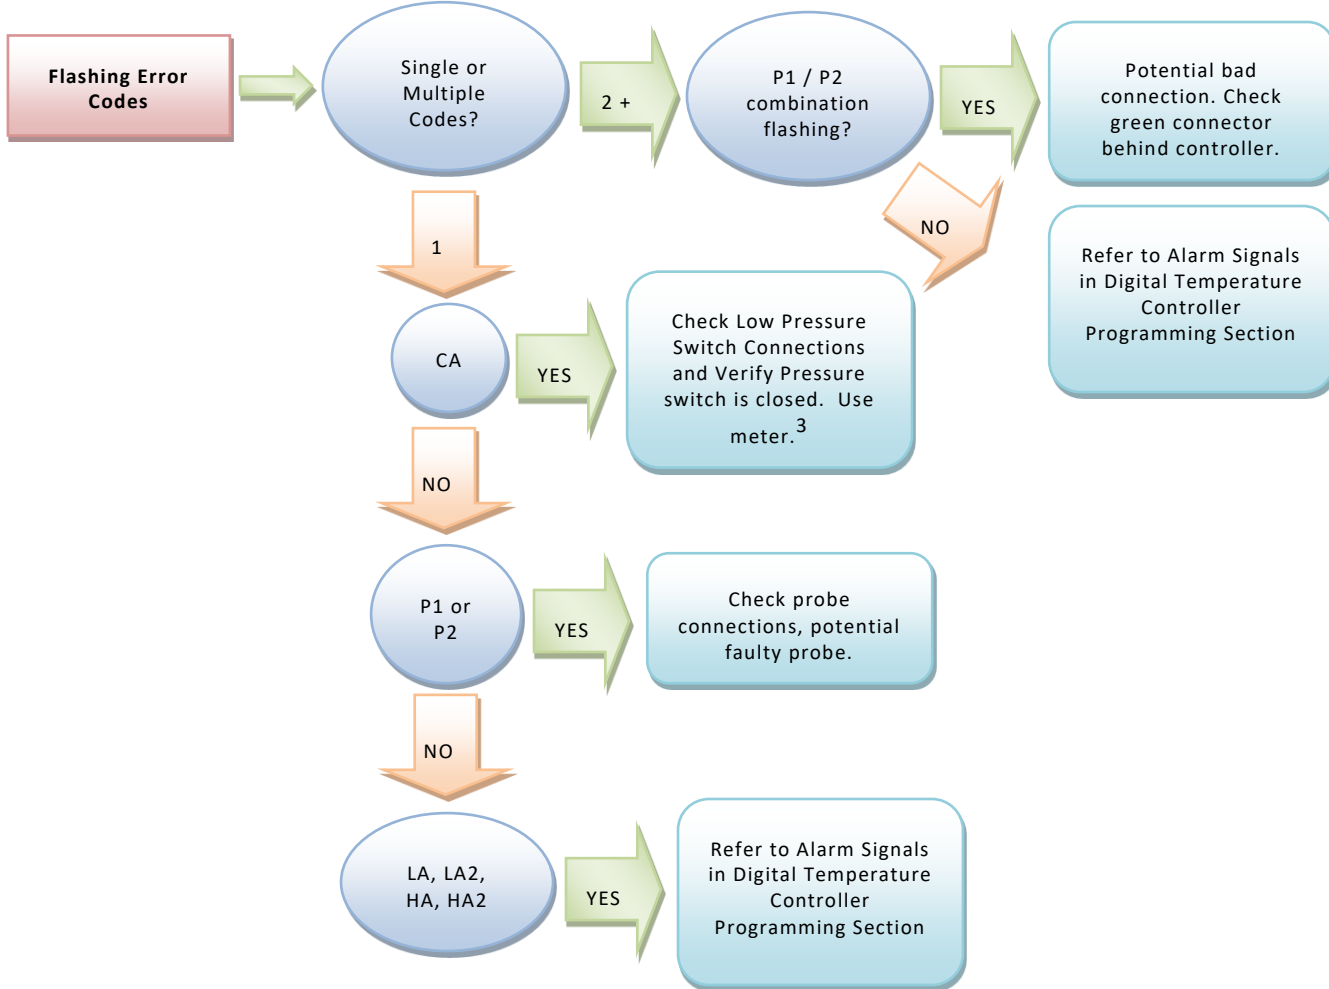 Flashing Error
Codes
Single or
Multiple
Codes?
2 +
P1 / P2
combination
flashing?
YES
Potential bad
connection. Check
green connector
behind controller.
NO
Refer to Alarm Signals
in Digital Temperature
Controller
Programming Section
1
CA
YES
Check Low Pressure
Switch Connections
and Verify Pressure
switch is closed.  Use
meter.3
NO
P1 or
P2
YES
Check probe
connections, potential
faulty probe.
NO
LA, LA2,
HA, HA2
YES
Refer to Alarm Signals
in Digital Temperature
Controller
Programming Section